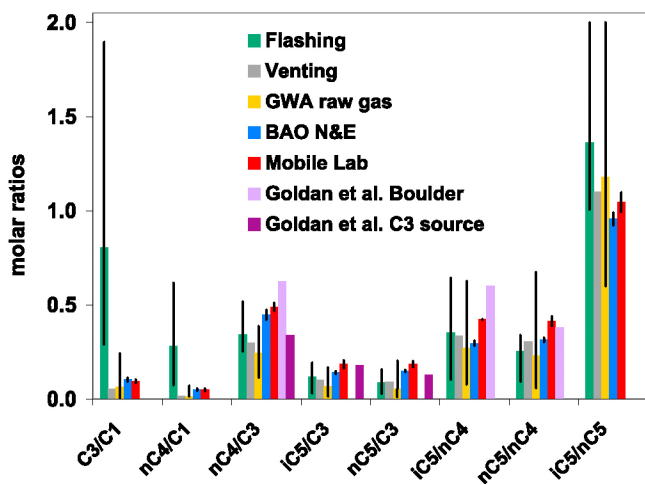 2.0
1.5
1.0
0.5
0.0
molar ratios
Flashing
Venting
GWA raw gas
BAO N&E
Mobile Lab
Goldan et al. Boulder
Goldan et al. C3 source
C3/C1
nC4/C1
nC4/C3
iC5/C3
nC5/C3
iC5/nC4
nC5/nC4
iC5/nC5